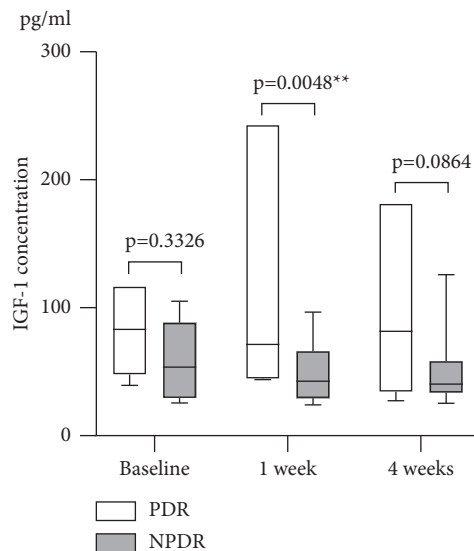 pg/ml
300
p=0.0048**
200
p=0.0864
p=0.3326
IGF-1 concentration
100
0
Baseline 1 week 4 weeks
PDR
NPDR